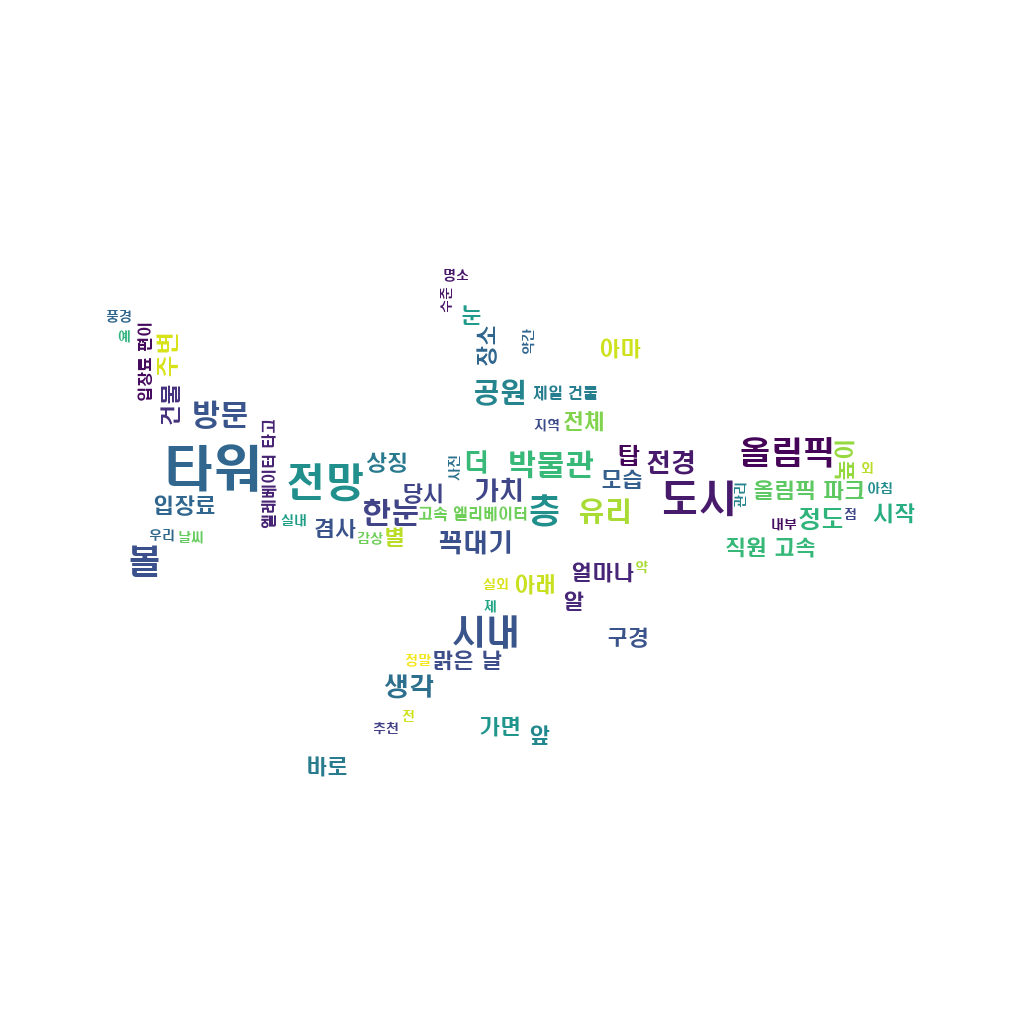 명소
수준
눈
풍경
예
입장료 편이
주변
장소
약간
아마
건물
방문
공원
제일 건물
지역
전체
엘레베이터 타고
타워
전망
상징
사진
더
박물관
탑
전경
모습
올림픽
높이
외
입장료
당시
가치
한눈
고속 엘리베이터
층
유리
도시
관리
올림픽 파크
아침
실내
겸사
감상
별
내부
정도
점
시작
우리
날씨
꼭대기
직원 고속
볼
얼마나
약
실외
아래
알
제
시내
구경
정말
맑은 날
생각
전
추천
가면
앞
바로